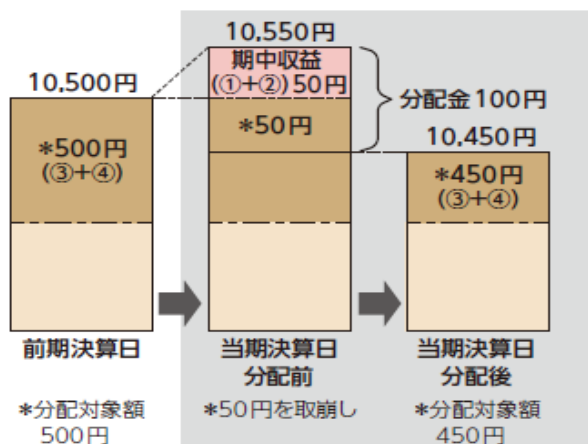 10,550円
期中収益
(①+②)50円
10,500円
分配金100円
*500円
(③+④)
*50円
10,450円
*450円
(③+④)
前期決算日
当期決算日
分配前
当期決算日
分配後
*分配対象額
500円
*50円を取崩し
*分配対象額
450円